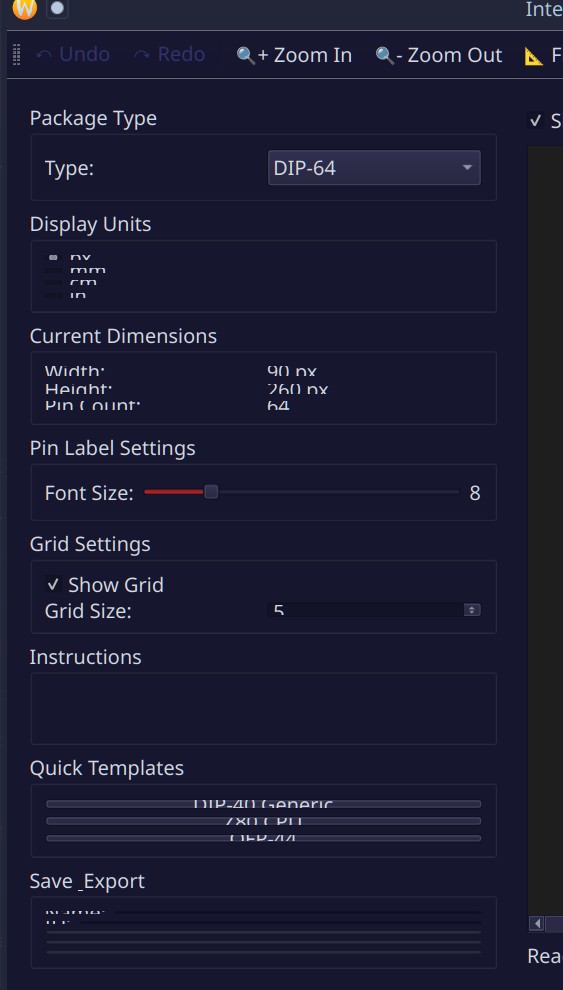 W
Inte
Undo Redo + Zoom In - Zoom Out F
Package Type
S
Type: DIP-64
Display Units
px
mm
cm
in
Current Dimensions
Width: 90 px
Height: 260 px
Pin Count: 64
Pin Label Settings
Font Size: 8
Grid Settings
Show Grid
Grid Size: 5
Instructions
Quick Templates
DIP-40 Generic
Z80 CPU
QFP-44
Save _Export
Name:
Rea